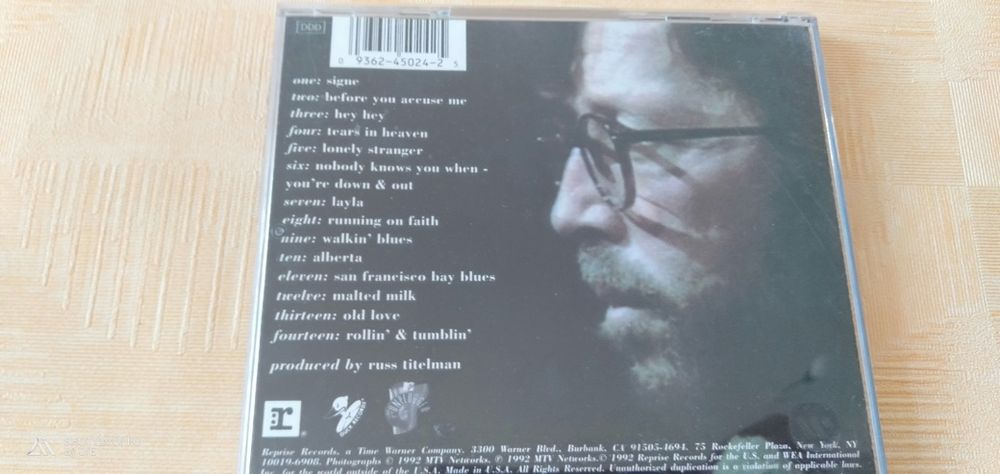 DDD
0 9362-45024-2 5
one: signe
two: before you accuse me
three: hey hey
four: tears in heaven
five: lonely stranger
six: nobody knows you when -
you're down & out
seven: layla
eight: running on faith
nine: walkin' blues
ten: alberta
eleven: san francisco bay blues
twelve: malted milk
thirteen: old love
fourteen: rollin' & tumblin'
produced by russ titelman
r
Reprise Records, a Time Warner Company. 3300 Warner Blvd., Burbank, CA 91505-4694. 75 Rockefeller Plaza, New York, NY
10019-6908. Photographs © 1992 MTV Networks. ℗ 1992 MTV Networks.© 1992 Reprise Records for the U.S. and WEA International
Inc. for the world outside of the U.S.A. Made in U.S.A. All Rights Reserved. Unauthorized duplication is a violation of applicable laws.